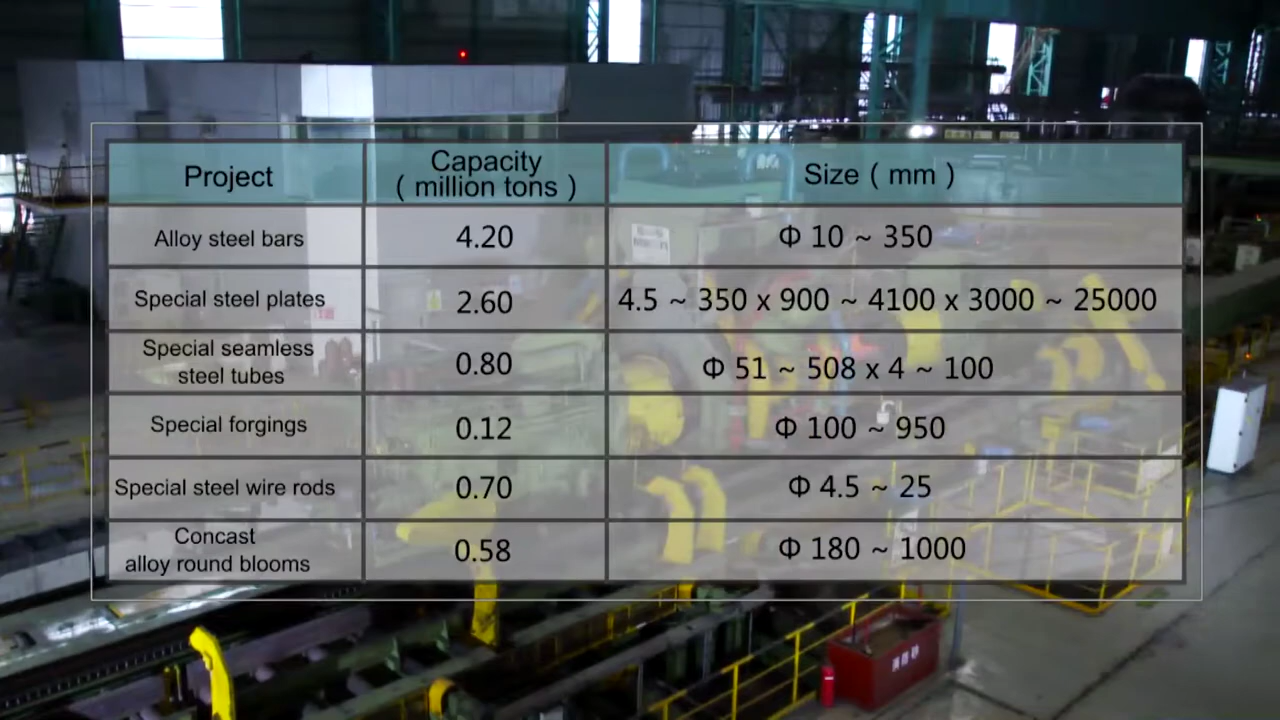 Project
Capacity
( million tons )
Size ( mm )
Alloy steel bars
4.20
Φ 10 ~ 350
Special steel plates
2.60
4.5 ~ 350 x 900 ~ 4100 x 3000 ~ 25000
Special seamless
steel tubes
0.80
Φ 51 ~ 508 x 4 ~ 100
Special forgings
0.12
Φ 100 ~ 950
Special steel wire rods
0.70
Φ 4.5 ~ 25
Concast
alloy round blooms
0.58
Φ 180 ~ 1000